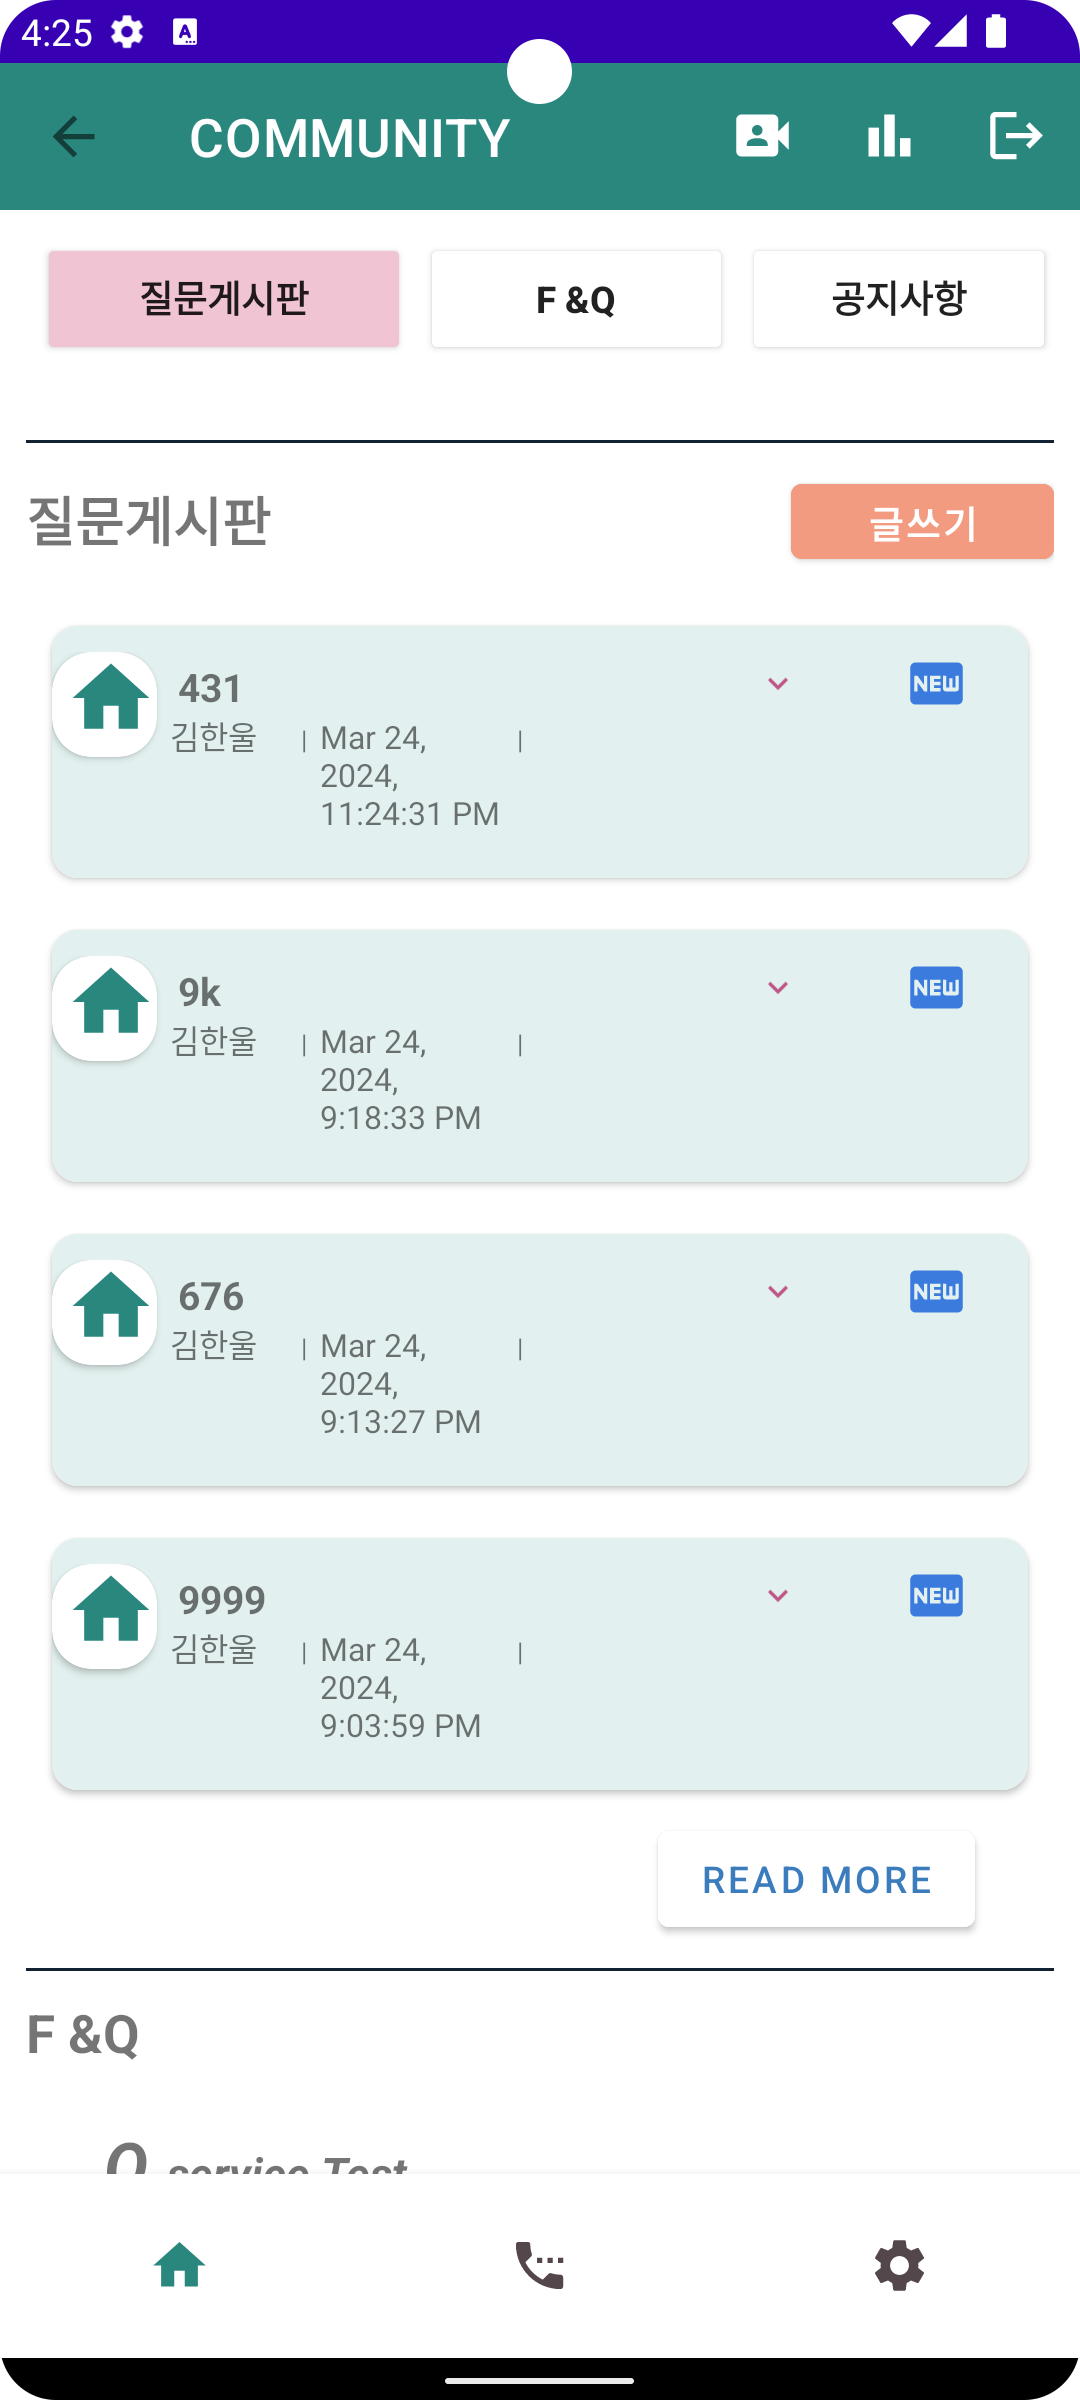 4:25
COMMUNITY
질문게시판
F &Q
공지사항
질문게시판
글쓰기
431
NEW
김한울 | Mar 24, |
2024,
11:24:31 PM
9k
NEW
김한울 | Mar 24, |
2024,
9:18:33 PM
676
NEW
김한울 | Mar 24, |
2024,
9:13:27 PM
9999
NEW
김한울 | Mar 24, |
2024,
9:03:59 PM
READ MORE
F &Q
Q service Test